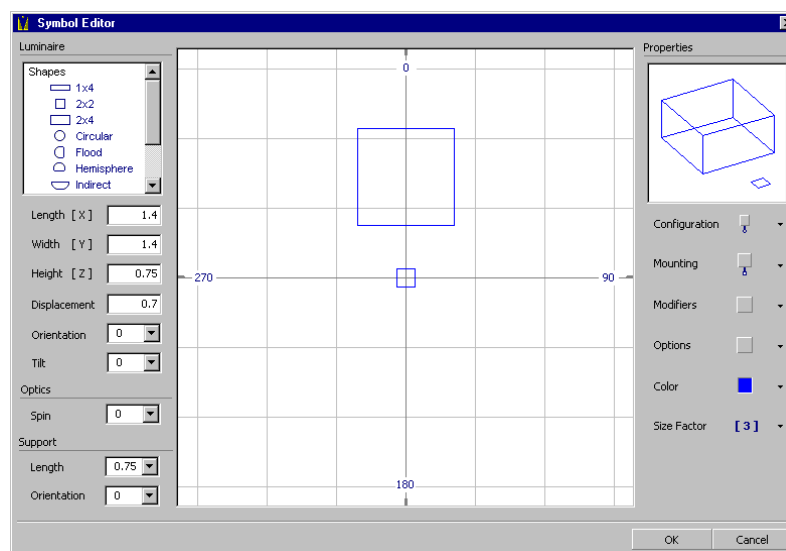 Symbol Editor
Luminaire
Shapes
1x4
2x2
2x4
Circular
Flood
Hemisphere
Indirect
Length [ X ] 1.4
Width [ Y ] 1.4
Height [ Z ] 0.75
Displacement 0.7
Orientation 0
Tilt 0
Optics
Spin 0
Support
Length 0.75
Orientation 0
0
270
90
180
Properties
Configuration
Mounting
Modifiers
Options
Color
Size Factor [ 3 ]
OK Cancel